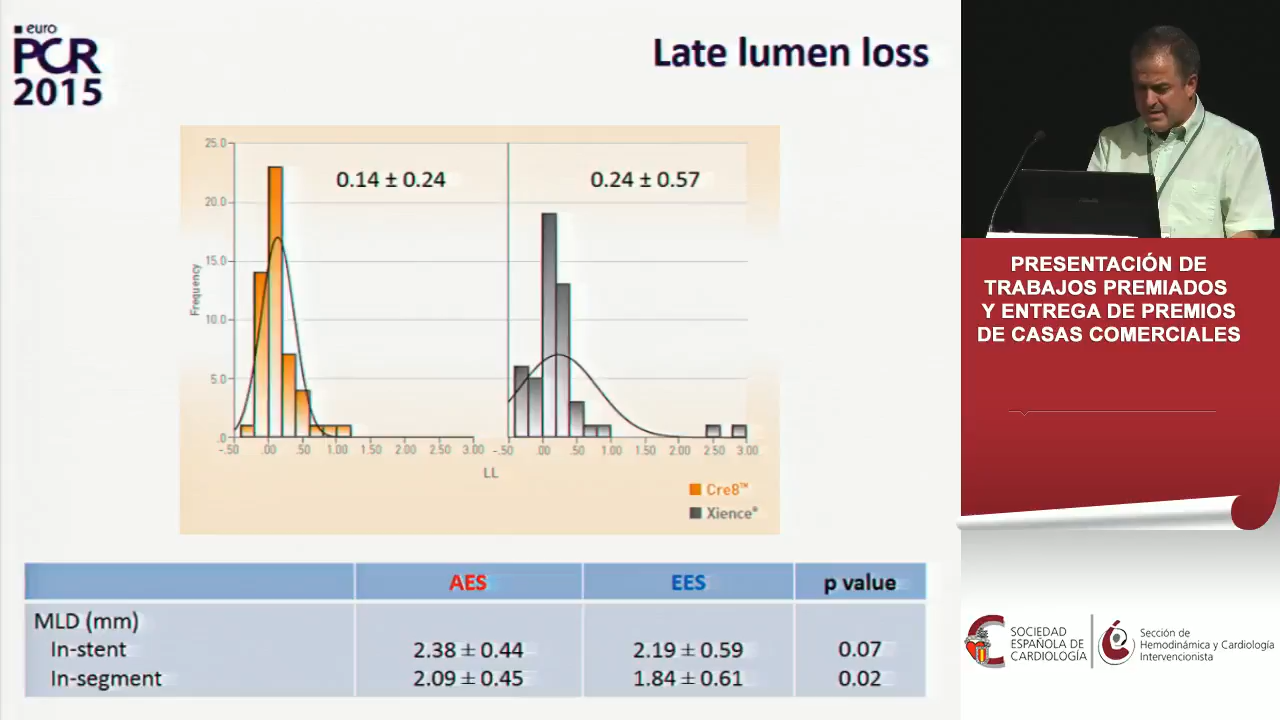 euro
PCR
2015
Late lumen loss
25.0
20.0
15.0
10.0
5.0
.0
Frequency
0.14 ± 0.24
0.24 ± 0.57
-.50 .00 .50 1.00 1.50 2.00 2.50 3.00 -.50 .00 .50 1.00 1.50 2.00 2.50 3.00
LL
Cre8™
Xience®
AES EES p value
MLD (mm)
In-stent 2.38 ± 0.44 2.19 ± 0.59 0.07
In-segment 2.09 ± 0.45 1.84 ± 0.61 0.02
PRESENTACIÓN DE
TRABAJOS PREMIADOS
Y ENTREGA DE PREMIOS
DE CASAS COMERCIALES
SOCIEDAD
ESPAÑOLA DE
CARDIOLOGÍA
Sección de
Hemodinámica y Cardiología
Intervencionista